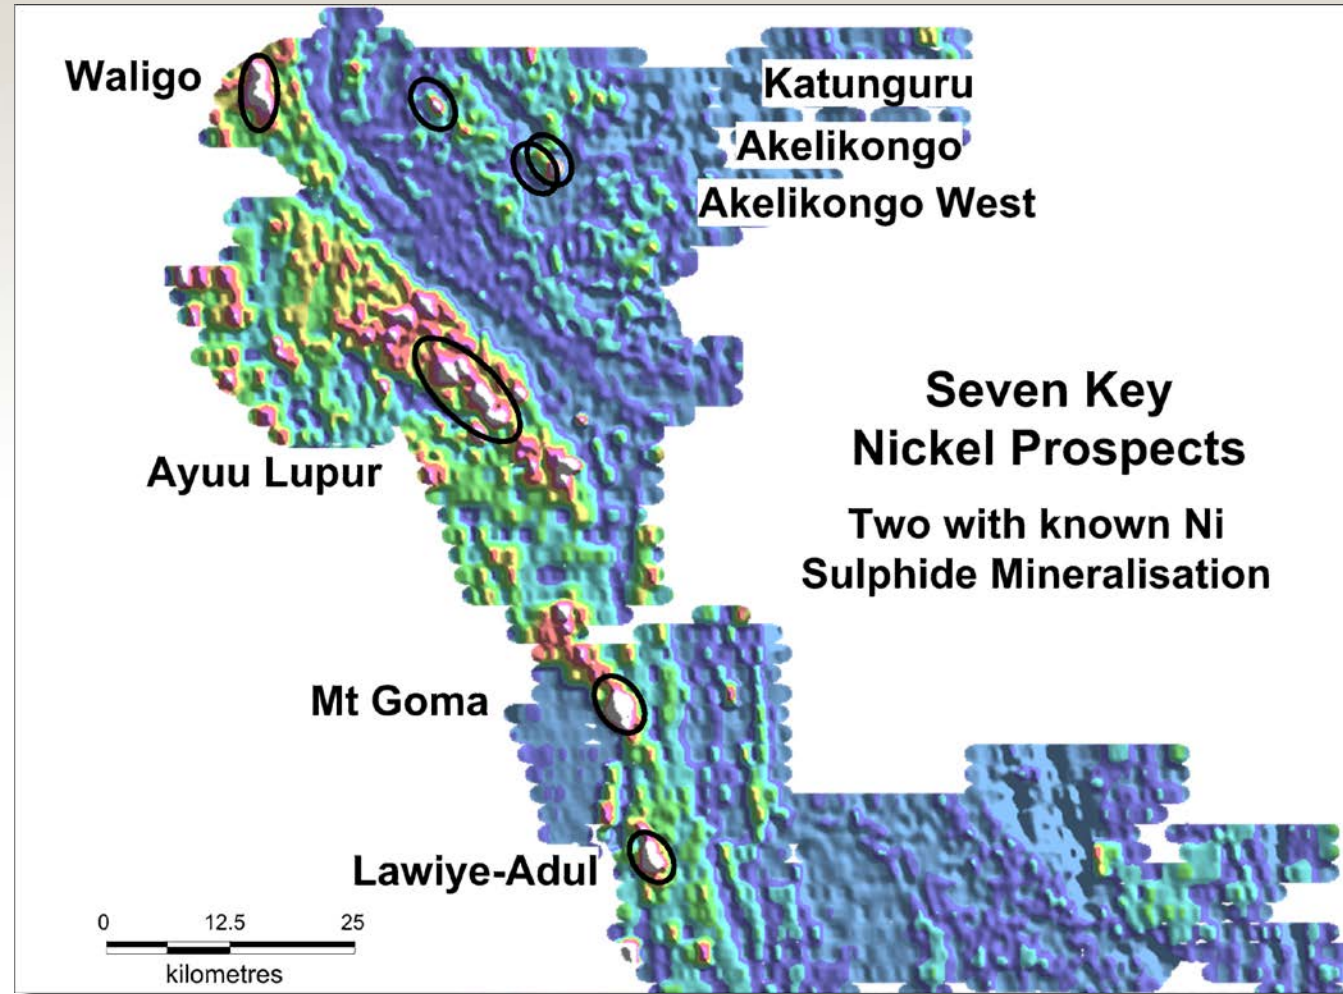 Waligo
Katunguru
Akelikongo
Akelikongo West
Seven Key
Nickel Prospects
Two with known Ni
Sulphide Mineralisation
Ayuu Lupur
Mt Goma
Lawiye-Adul
0 12.5 25
kilometres